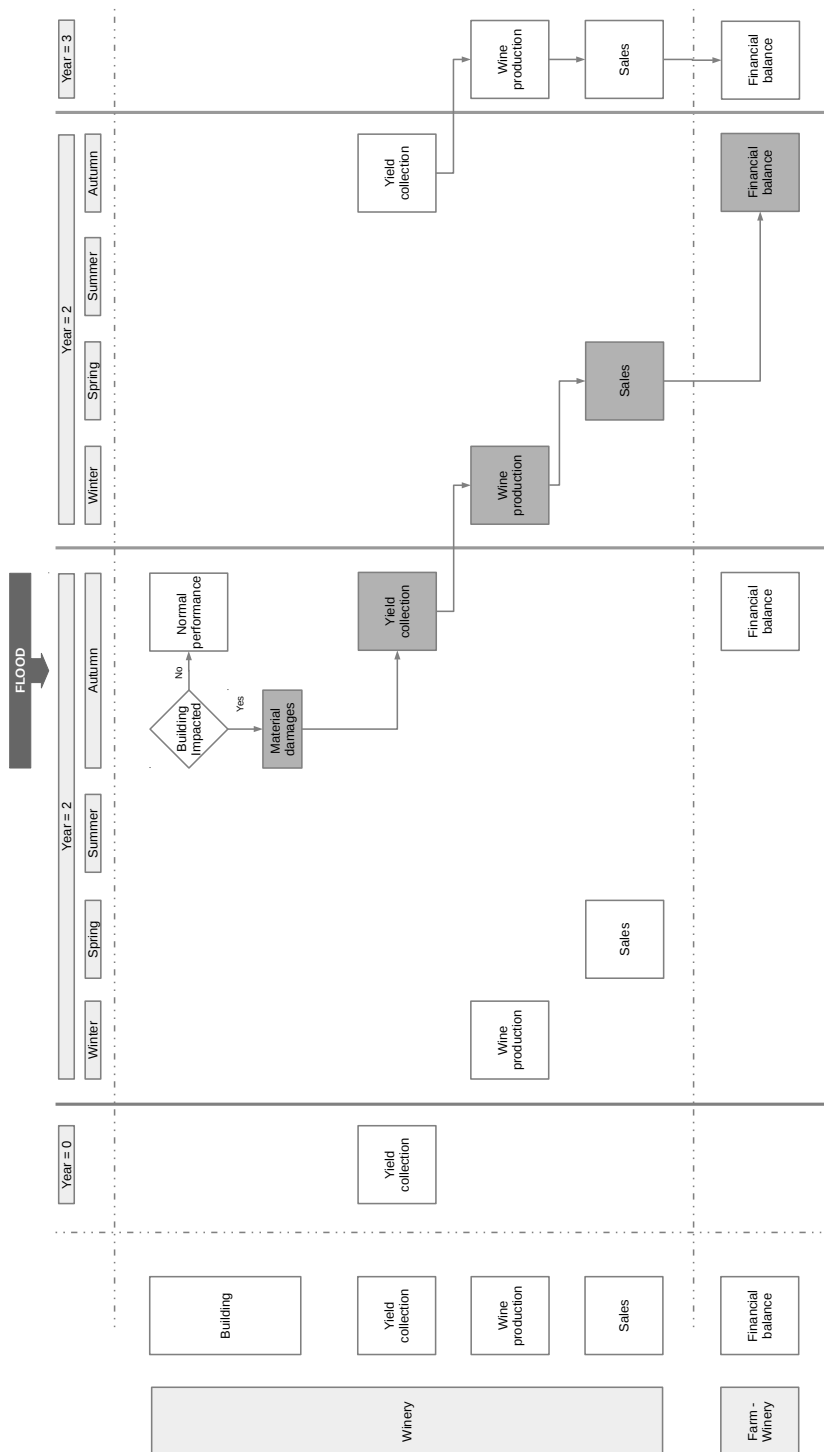 FLOOD
Year = 0
Year = 2
Year = 2
Year = 3
Winter
Spring
Summer
Autumn
Winter
Spring
Summer
Autumn
Winery
Building
Building
Impacted
No
Normal
performance
Yes
Material
damages
Yield
collection
Yield
collection
Yield
collection
Yield
collection
Wine
production
Wine
production
Wine
production
Wine
production
Sales
Sales
Sales
Sales
Farm -
Winery
Financial
balance
Financial
balance
Financial
balance
Financial
balance